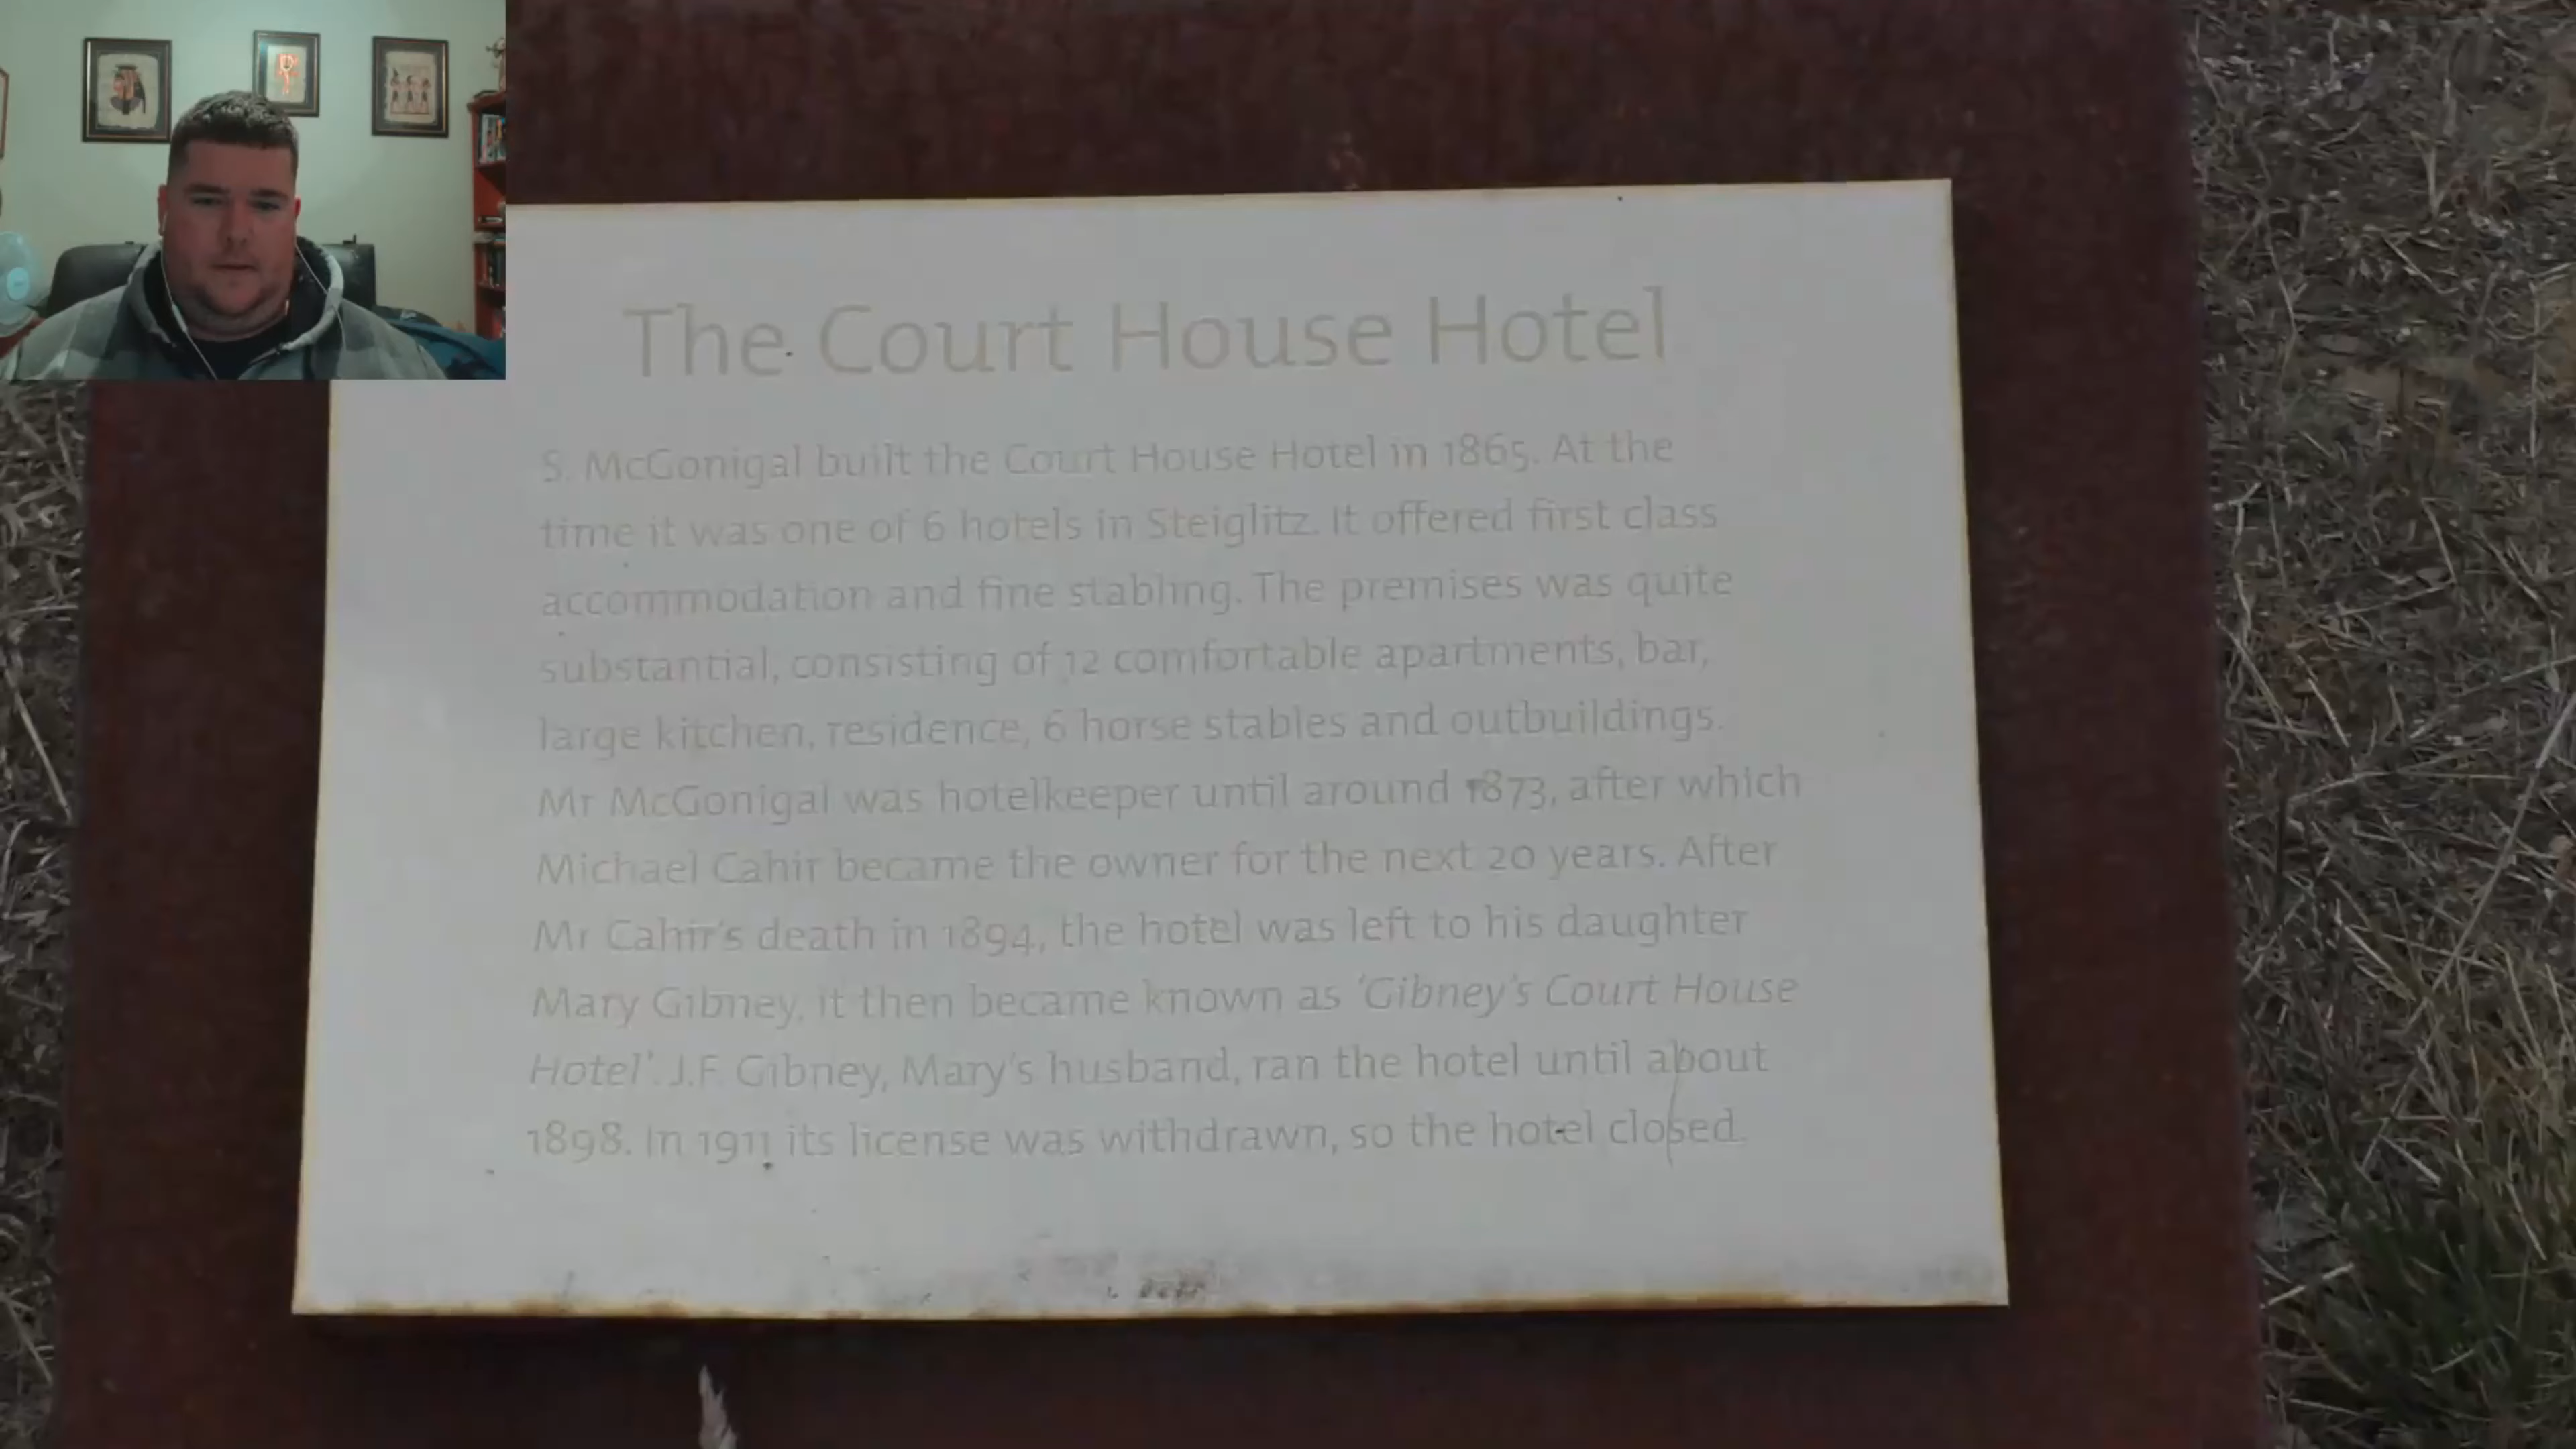 The Court House Hotel
S. McGonigal built the Court House Hotel in 1865. At the
time it was one of 6 hotels in Steiglitz. It offered first class
accommodation and fine stabling. The premises was quite
substantial, consisting of 12 comfortable apartments, bar,
large kitchen, residence, 6 horse stables and outbuildings.
Mr McGonigal was hotelkeeper until around 1873, after which
Michael Cahir became the owner for the next 20 years. After
Mr Cahir's death in 1894, the hotel was left to his daughter
Mary Gibney, it then became known as 'Gibney's Court House
Hotel'. J.F. Gibney, Mary's husband, ran the hotel until about
1898. In 1911 its license was withdrawn, so the hotel closed.